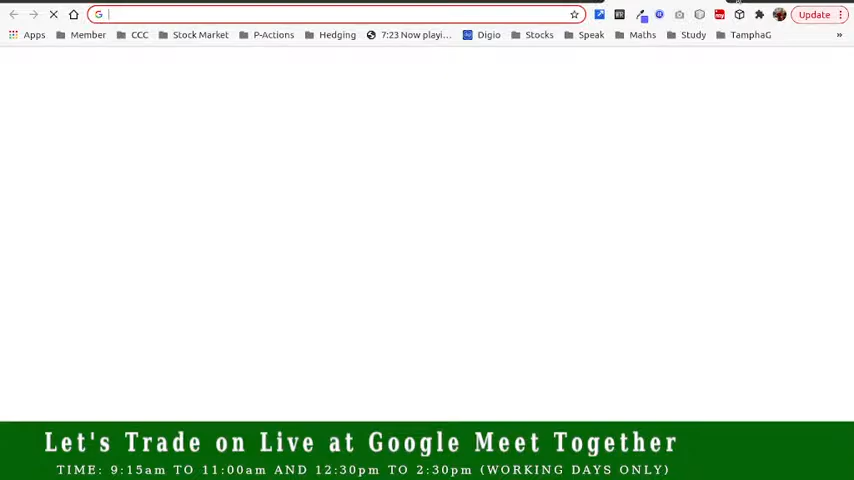 Update
Apps Member CCC Stock Market P-Actions Hedging 7:23 Now playi... Digio Stocks Speak Maths Study TamphaG »
Let's Trade on Live at Google Meet Together
TIME: 9:15am TO 11:00am AND 12:30pm TO 2:30pm (WORKING DAYS ONLY)